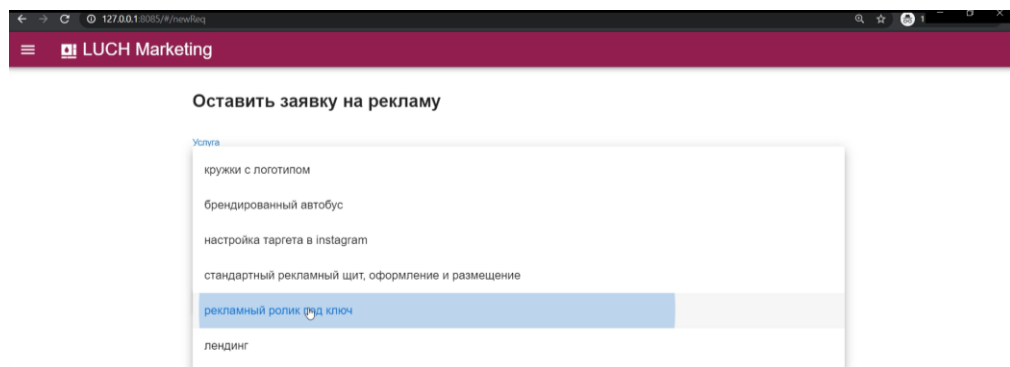 127.0.0.1:8085/#/newReq
1
LUCH Marketing
Оставить заявку на рекламу
Услуга
кружки с логотипом
брендированный автобус
настройка таргета в instagram
стандартный рекламный щит, оформление и размещение
рекламный ролик под ключ
лендинг